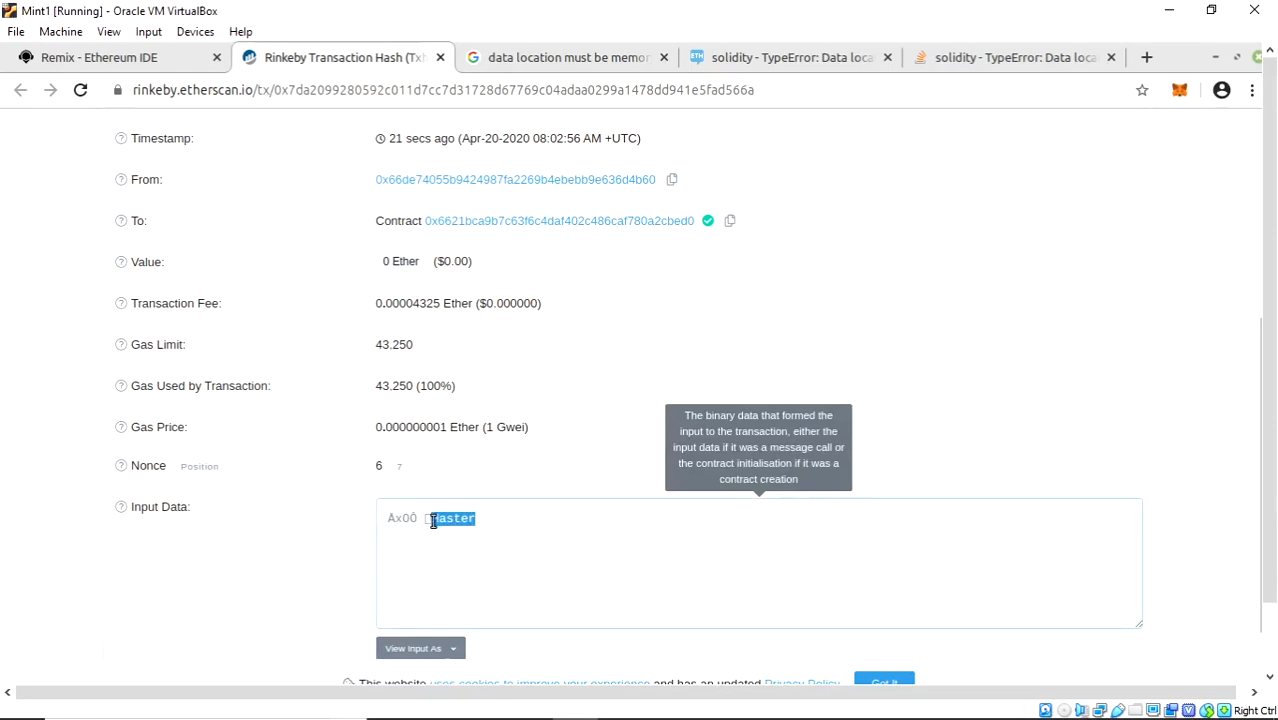 Mint1 [Running] - Oracle VM VirtualBox
File Machine View Input Devices Help
Remix - Ethereum IDE
Rinkeby Transaction Hash (Txh
data location must be memor
solidity - TypeError: Data loca
solidity - TypeError: Data locat
rinkeby.etherscan.io/tx/0x7da2099280592c011d7cc7d31728d67769c04adaa0299a1478dd941e5fad566a
Timestamp: 21 secs ago (Apr-20-2020 08:02:56 AM +UTC)
From: 0x66de74055b9424987fa2269b4ebebb9e636d4b60
To: Contract 0x6621bca9b7c63f6c4daf402c486caf780a2cbed0
Value: 0 Ether ($0.00)
Transaction Fee: 0.00004325 Ether ($0.000000)
Gas Limit: 43.250
Gas Used by Transaction: 43.250 (100%)
Gas Price: 0.000000001 Ether (1 Gwei)
The binary data that formed the
input to the transaction, either the
input data if it was a message call or
the contract initialisation if it was a
contract creation
Nonce Position 6 7
Input Data:
View Input As
This website uses cookies to improve your experience and has an updated Privacy Policy
Got It
Right Ctrl